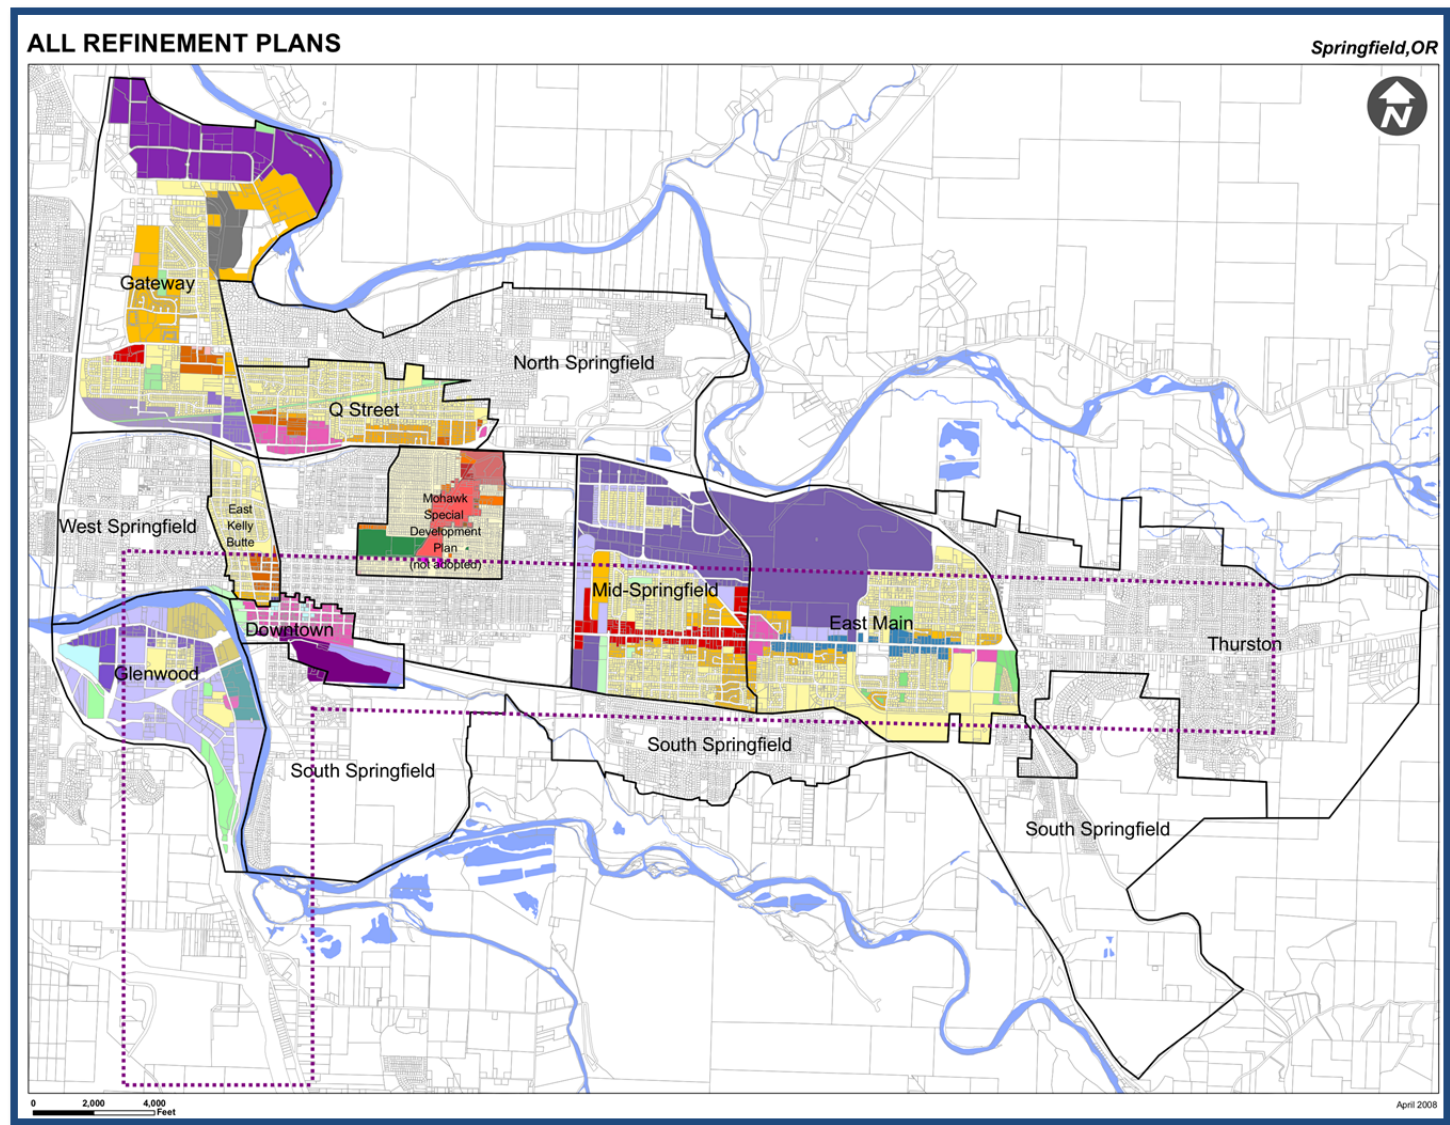 ALL REFINEMENT PLANS
Springfield,OR
N
Gateway
North Springfield
Q Street
Mohawk
Special
Development
Plan
(not adopted)
East
Kelly
Butte
West Springfield
Mid-Springfield
East Main
Downtown
Thurston
Glenwood
South Springfield
South Springfield
South Springfield
0 2,000 4,000
Feet
April 2008